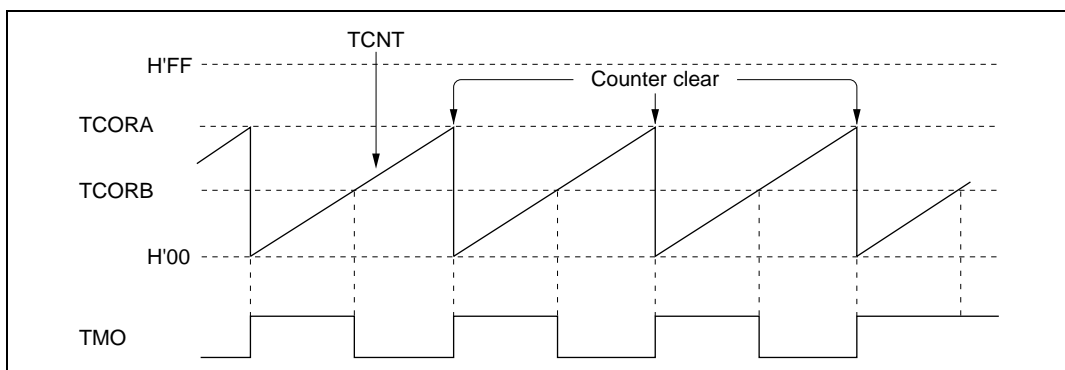 TCNT
H'FF
Counter clear
TCORA
TCORB
H'00
TMO